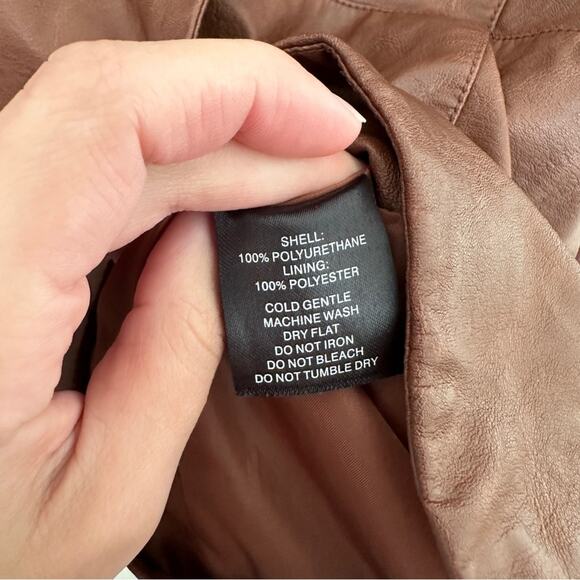 SHELL:
100% POLYURETHANE
LINING:
100% POLYESTER
COLD GENTLE
MACHINE WASH
DRY FLAT
DO NOT IRON
DO NOT BLEACH
DO NOT TUMBLE DRY